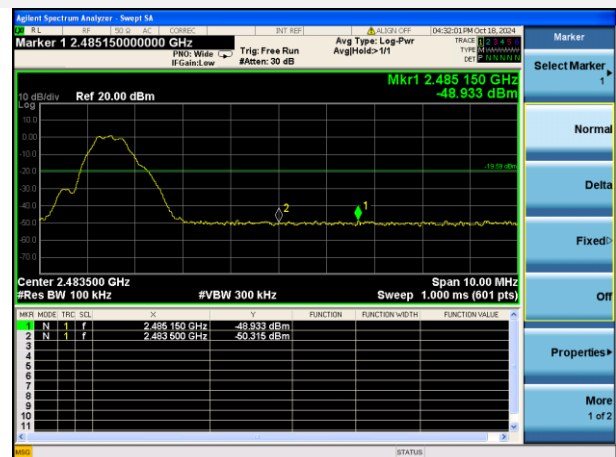 Agilent Spectrum Analyzer - Swept SA
RL RF 50 Ω AC CORREC INT REF ALIGN OFF 04:32:01 PM Oct 18, 2024
Marker 1 2.485150000000 GHz
PNO: Wide
IFGain:Low
Trig: Free Run
#Atten: 30 dB
Avg Type: Log-Pwr
Avg|Hold:>1/1
TRACE 1 2 3 4 5 6
TYPE M
DET P N N N N N
Mkr1 2.485 150 GHz
-48.933 dBm
10 dB/div Ref 20.00 dBm
Log
10.0
0.00
-10.0
-20.0
-30.0
-40.0
-50.0
-60.0
-70.0
-19.59 dBm
2
1
Center 2.483500 GHz Span 10.00 MHz
#Res BW 100 kHz #VBW 300 kHz Sweep 1.000 ms (601 pts)
MKR MODE TRC SCL X Y FUNCTION FUNCTION WIDTH FUNCTION VALUE
1 N 1 f 2.485 150 GHz -48.933 dBm
2 N 1 f 2.483 500 GHz -50.315 dBm
3
4
5
6
7
8
9
10
11
MSG STATUS
Marker
Select Marker
1
Normal
Delta
Fixed
Off
Properties
More
1 of 2